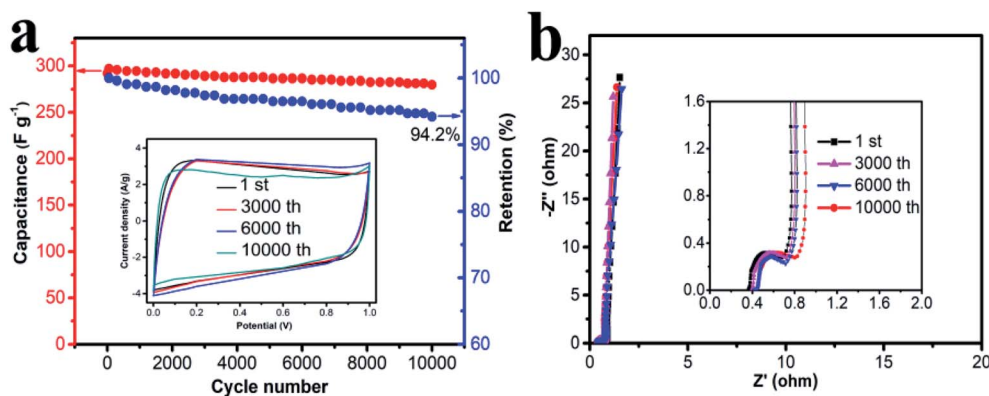 a
Capacitance (F g⁻¹)
300
250
200
150
100
50
0
0 2000 4000 6000 8000 10000
Cycle number
100
90
80
70
60
Retention (%)
94.2%
Current density (A/g)
4
2
0
-2
-4
0.0 0.2 0.4 0.6 0.8 1.0
Potential (V)
1 st
3000 th
6000 th
10000 th
b
-Z'' (ohm)
30
25
20
15
10
5
0
0 5 10 15 20
Z' (ohm)
1.6
1.2
0.8
0.4
0.0
0.0 0.4 0.8 1.2 1.6 2.0
1 st
3000 th
6000 th
10000 th